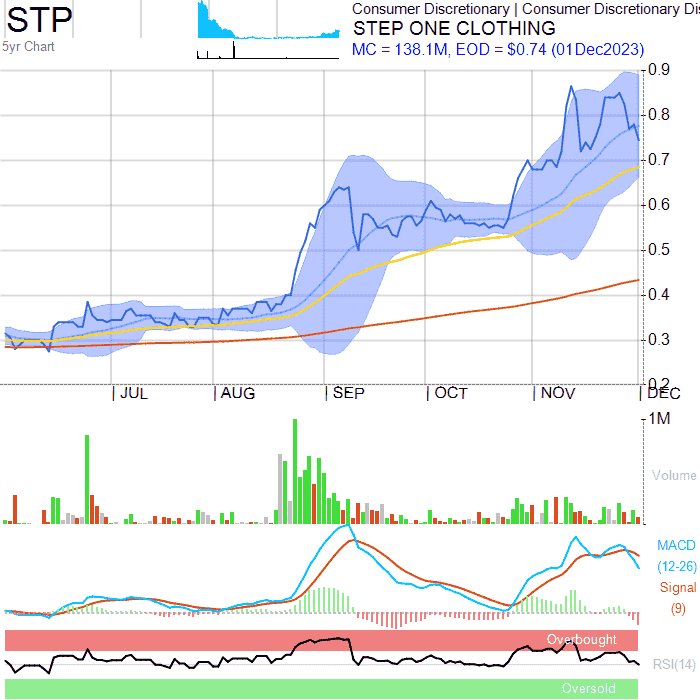 STP
5yr Chart
Consumer Discretionary | Consumer Discretionary Dis
STEP ONE CLOTHING
MC = 138.1M, EOD = $0.74 (01Dec2023)
0.9
0.8
0.7
0.6
0.5
0.4
0.3
0.2
JUL
AUG
SEP
OCT
NOV
DEC
1M
Volume
MACD
(12-26)
Signal
(9)
Overbought
RSI(14)
Oversold